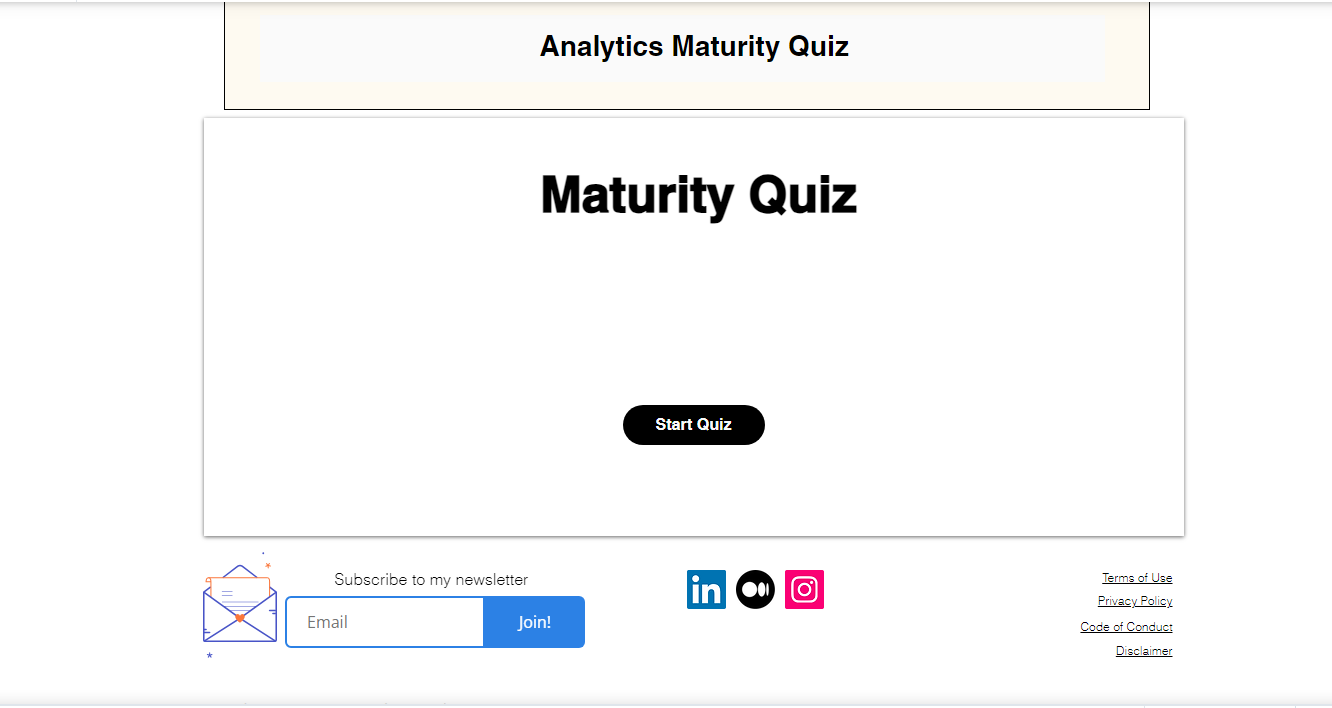 Analytics Maturity Quiz
Maturity Quiz
Start Quiz
Subscribe to my newsletter
Email
Join!
in
Terms of Use
Privacy Policy
Code of Conduct
Disclaimer